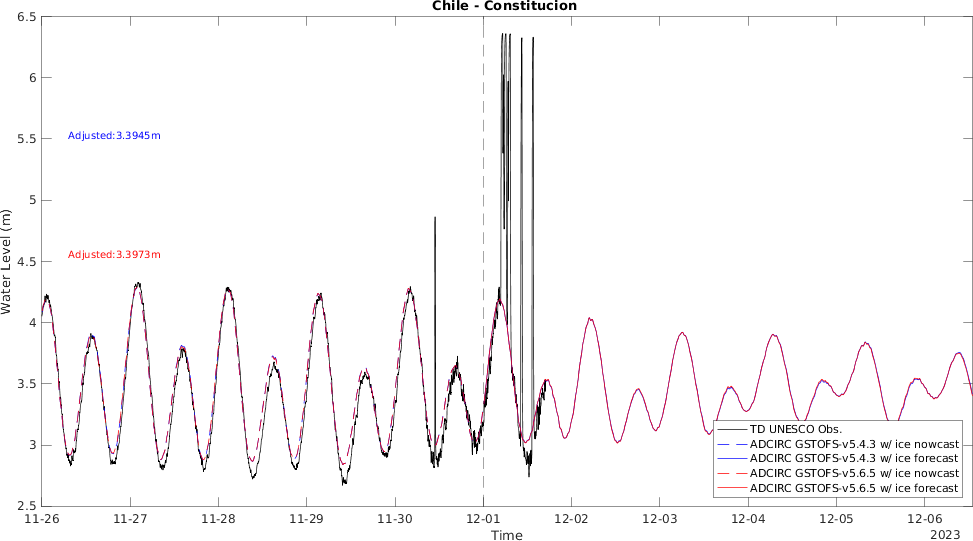 Chile - Constitucion
6.5
6
5.5
5
4.5
4
3.5
3
2.5
Water Level (m)
Adjusted:3.3945m
Adjusted:3.3973m
TD UNESCO Obs.
ADCIRC GSTOFS-v5.4.3 w/ ice nowcast
ADCIRC GSTOFS-v5.4.3 w/ ice forecast
ADCIRC GSTOFS-v5.6.5 w/ ice nowcast
ADCIRC GSTOFS-v5.6.5 w/ ice forecast
11-26 11-27 11-28 11-29 11-30 12-01 12-02 12-03 12-04 12-05 12-06
Time
2023